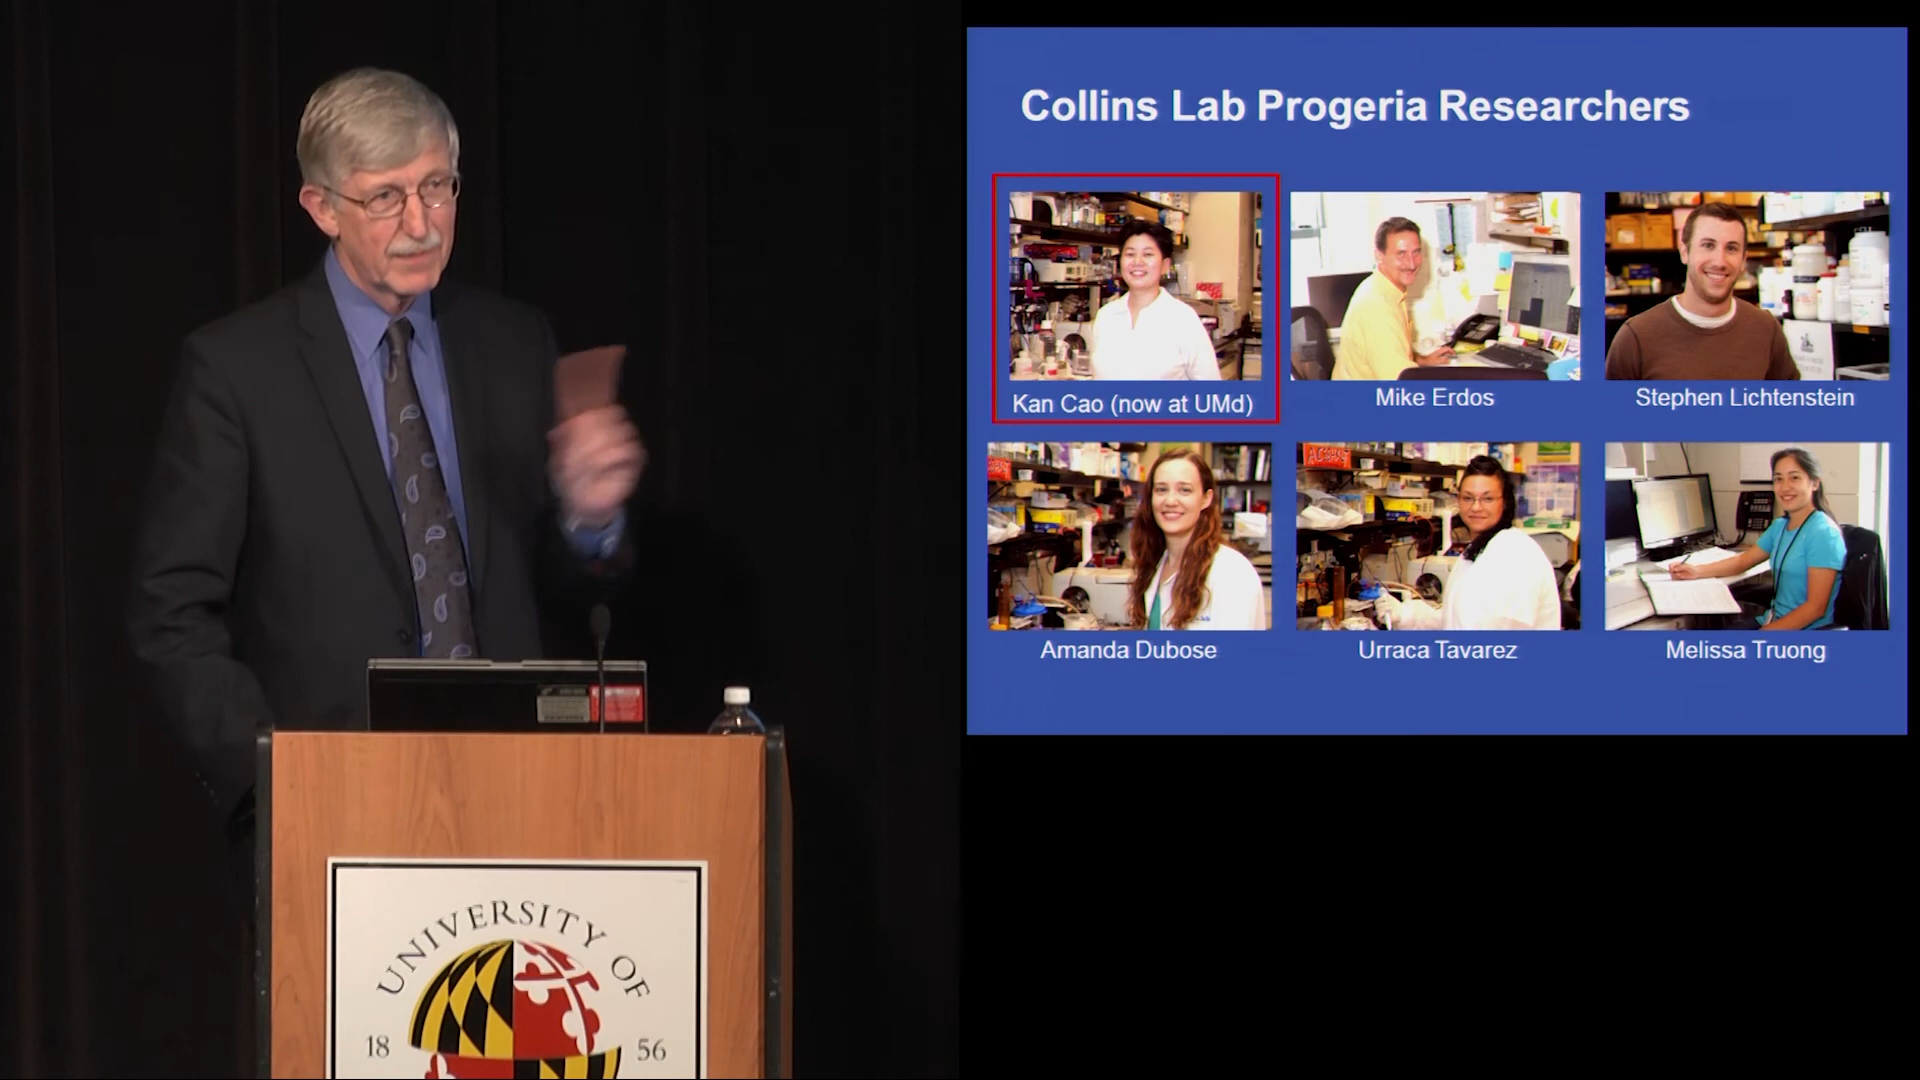 Collins Lab Progeria Researchers
Kan Cao (now at UMd)
Mike Erdos
Stephen Lichtenstein
Amanda Dubose
Urraca Tavarez
Melissa Truong
UNIVERSITY OF
18 56